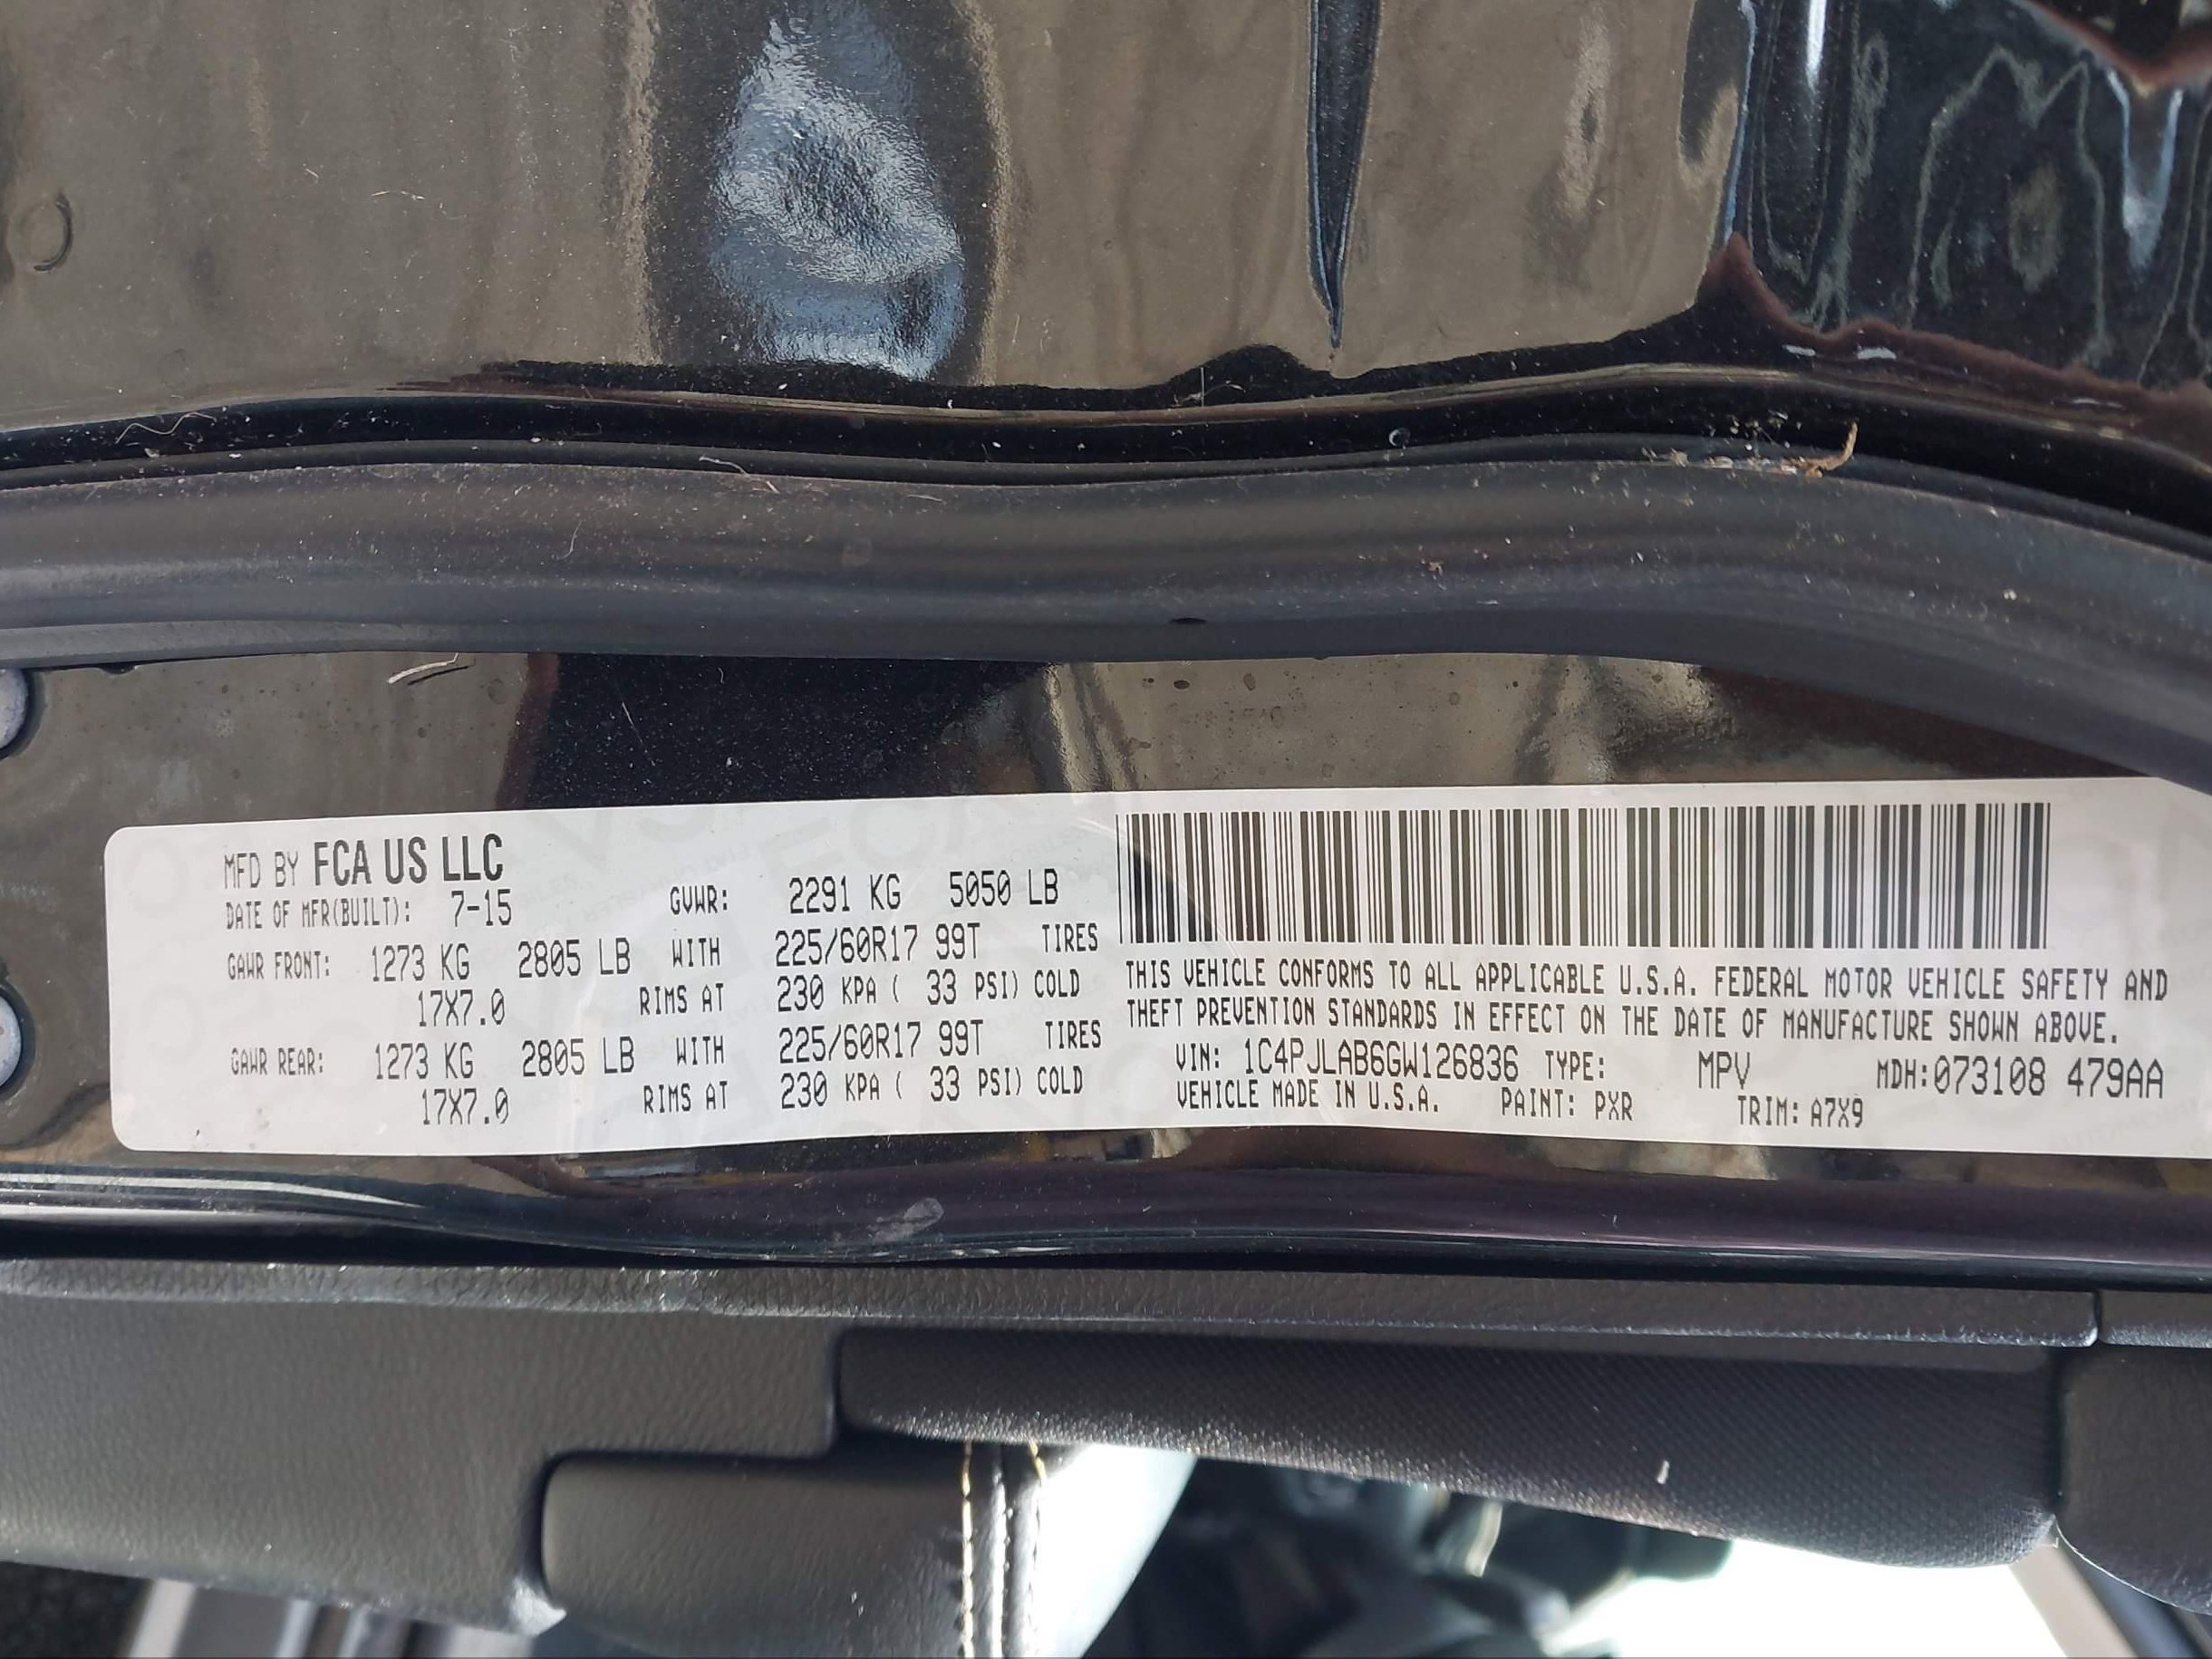 MFD BY FCA US LLC
DATE OF MFR(BUILT): 7-15 GVWR: 2291 KG 5050 LB
GAWR FRONT: 1273 KG 2805 LB WITH 225/60R17 99T TIRES
17X7.0 RIMS AT 230 KPA ( 33 PSI) COLD
GAWR REAR: 1273 KG 2805 LB WITH 225/60R17 99T TIRES
17X7.0 RIMS AT 230 KPA ( 33 PSI) COLD
THIS VEHICLE CONFORMS TO ALL APPLICABLE U.S.A. FEDERAL MOTOR VEHICLE SAFETY AND
THEFT PREVENTION STANDARDS IN EFFECT ON THE DATE OF MANUFACTURE SHOWN ABOVE.
VIN: 1C4PJLAB6GW126836 TYPE: MPV MDH:073108 479AA
VEHICLE MADE IN U.S.A. PAINT: PXR TRIM: A7X9